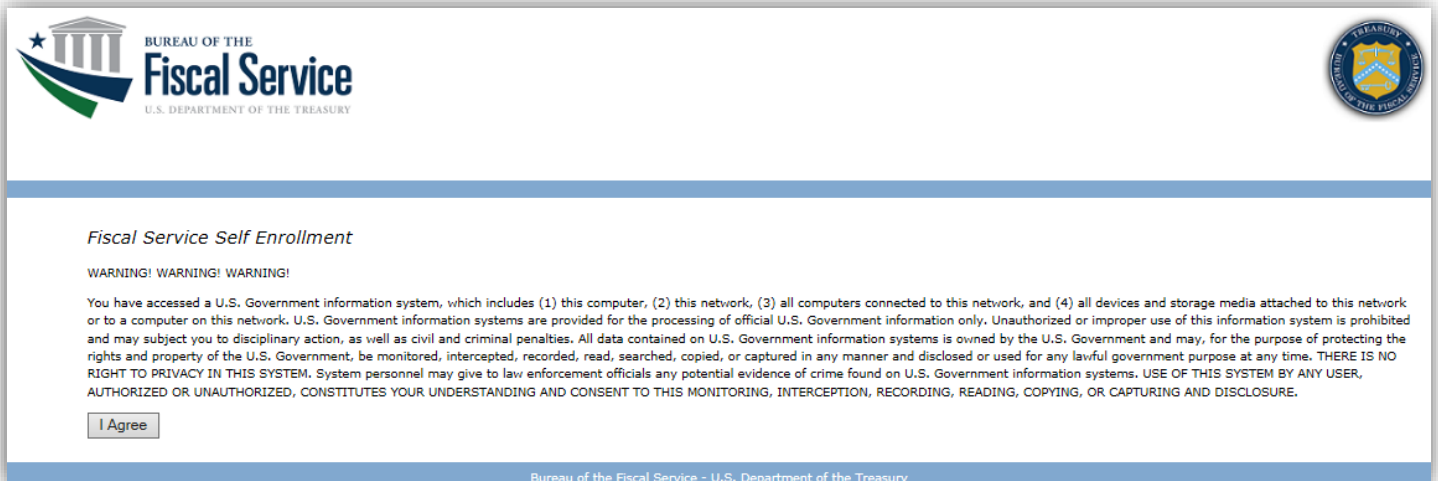 BUREAU OF THE
Fiscal Service
U.S. DEPARTMENT OF THE TREASURY
TREASURY
BUREAU OF THE FISCAL SERVICE
Fiscal Service Self Enrollment
WARNING! WARNING! WARNING!
You have accessed a U.S. Government information system, which includes (1) this computer, (2) this network, (3) all computers connected to this network, and (4) all devices and storage media attached to this network
or to a computer on this network. U.S. Government information systems are provided for the processing of official U.S. Government information only. Unauthorized or improper use of this information system is prohibited
and may subject you to disciplinary action, as well as civil and criminal penalties. All data contained on U.S. Government information systems is owned by the U.S. Government and may, for the purpose of protecting the
rights and property of the U.S. Government, be monitored, intercepted, recorded, read, searched, copied, or captured in any manner and disclosed or used for any lawful government purpose at any time. THERE IS NO
RIGHT TO PRIVACY IN THIS SYSTEM. System personnel may give to law enforcement officials any potential evidence of crime found on U.S. Government information systems. USE OF THIS SYSTEM BY ANY USER,
AUTHORIZED OR UNAUTHORIZED, CONSTITUTES YOUR UNDERSTANDING AND CONSENT TO THIS MONITORING, INTERCEPTION, RECORDING, READING, COPYING, OR CAPTURING AND DISCLOSURE.
I Agree
Bureau of the Fiscal Service - U.S. Department of the Treasury